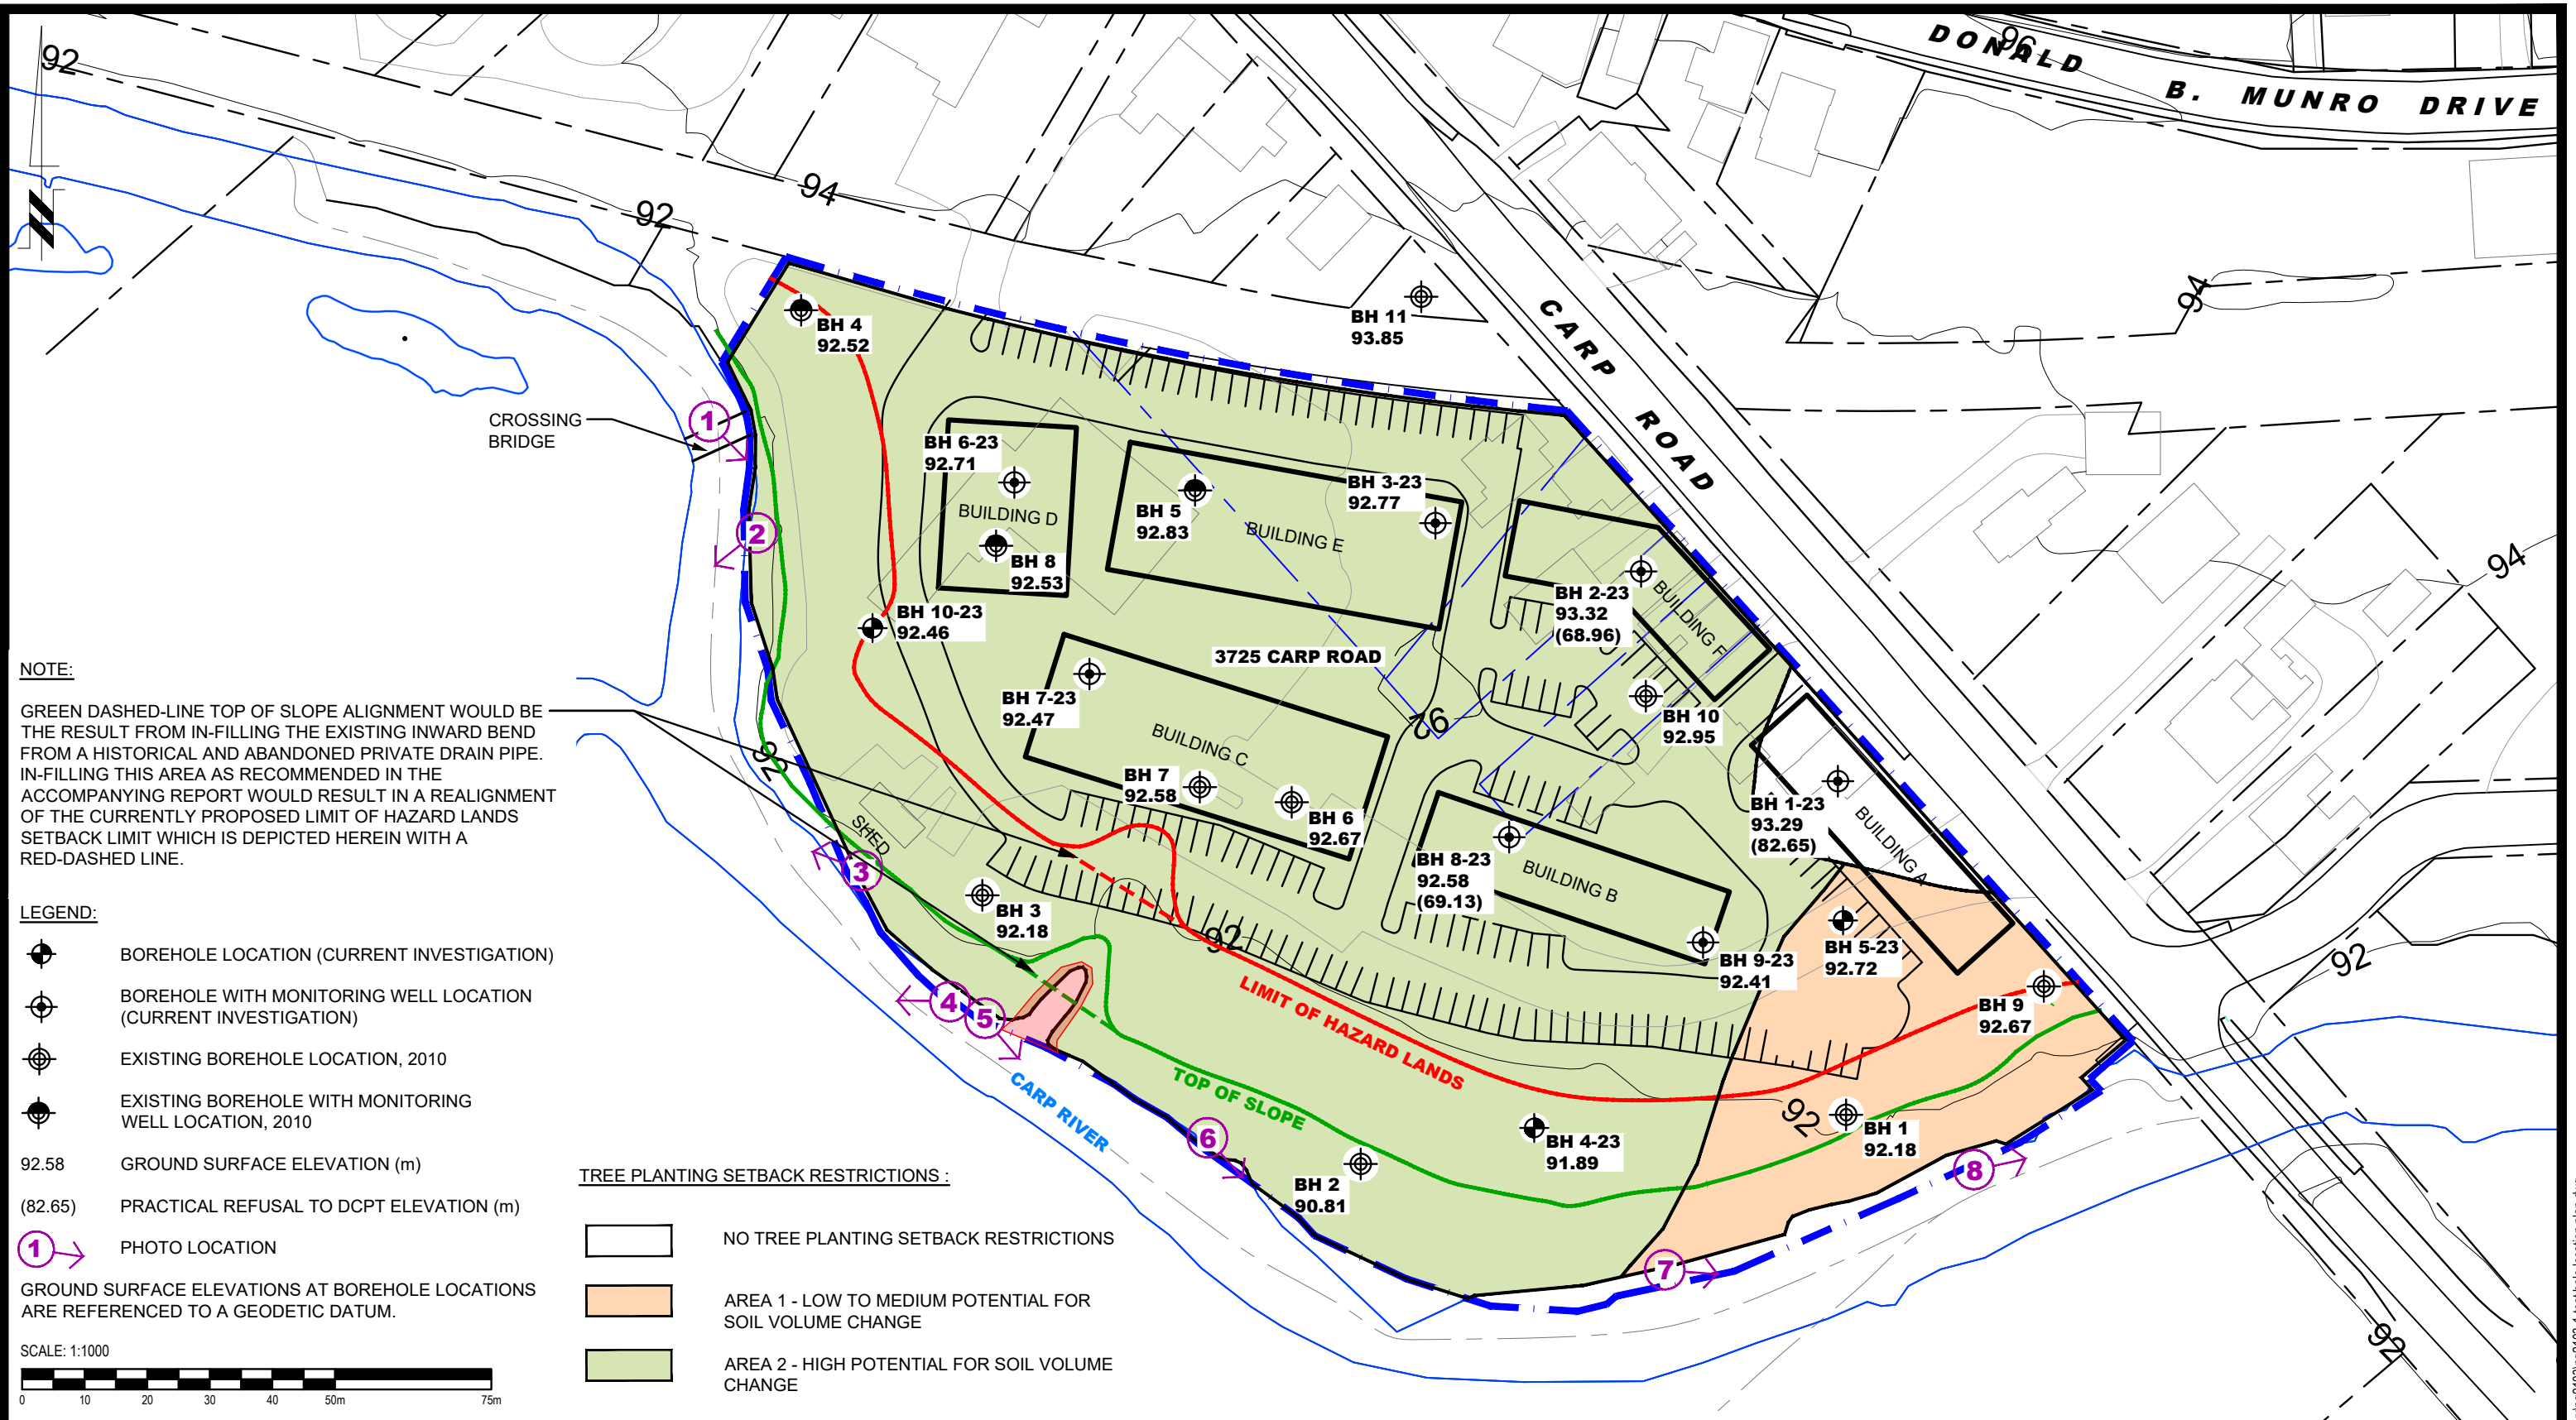 DONALD B. MUNRO DRIVE
96
92
94
92
CARP ROAD
94
94
92
92
BH 11
93.85
BH 4
92.52
CROSSING
BRIDGE
1
2
BH 6-23
92.71
BUILDING D
BH 8
92.53
BH 5
92.83
BUILDING E
BH 3-23
92.77
BH 2-23
93.32
(68.96)
BUILDING F
BH 10-23
92.46
3725 CARP ROAD
BH 7-23
92.47
BUILDING C
92
BH 10
92.95
BH 7
92.58
BH 6
92.67
BH 1-23
93.29
(82.65)
BUILDING A
BH 8-23
92.58
(69.13)
BUILDING B
92
SHED
3
BH 3
92.18
92
BH 9-23
92.41
BH 5-23
92.72
BH 9
92.67
4
5
LIMIT OF HAZARD LANDS
TOP OF SLOPE
CARP RIVER
6
BH 2
90.81
BH 4-23
91.89
92
BH 1
92.18
7
8
92
NOTE:
GREEN DASHED-LINE TOP OF SLOPE ALIGNMENT WOULD BE
THE RESULT FROM IN-FILLING THE EXISTING INWARD BEND
FROM A HISTORICAL AND ABANDONED PRIVATE DRAIN PIPE.
IN-FILLING THIS AREA AS RECOMMENDED IN THE
ACCOMPANYING REPORT WOULD RESULT IN A REALIGNMENT
OF THE CURRENTLY PROPOSED LIMIT OF HAZARD LANDS
SETBACK LIMIT WHICH IS DEPICTED HEREIN WITH A
RED-DASHED LINE.
LEGEND:
BOREHOLE LOCATION (CURRENT INVESTIGATION)
BOREHOLE WITH MONITORING WELL LOCATION
(CURRENT INVESTIGATION)
EXISTING BOREHOLE LOCATION, 2010
EXISTING BOREHOLE WITH MONITORING
WELL LOCATION, 2010
92.58 GROUND SURFACE ELEVATION (m)
(82.65) PRACTICAL REFUSAL TO DCPT ELEVATION (m)
1 PHOTO LOCATION
GROUND SURFACE ELEVATIONS AT BOREHOLE LOCATIONS
ARE REFERENCED TO A GEODETIC DATUM.
SCALE: 1:1000
0 10 20 30 40 50m 75m
TREE PLANTING SETBACK RESTRICTIONS :
NO TREE PLANTING SETBACK RESTRICTIONS
AREA 1 - LOW TO MEDIUM POTENTIAL FOR
SOIL VOLUME CHANGE
AREA 2 - HIGH POTENTIAL FOR SOIL VOLUME
CHANGE